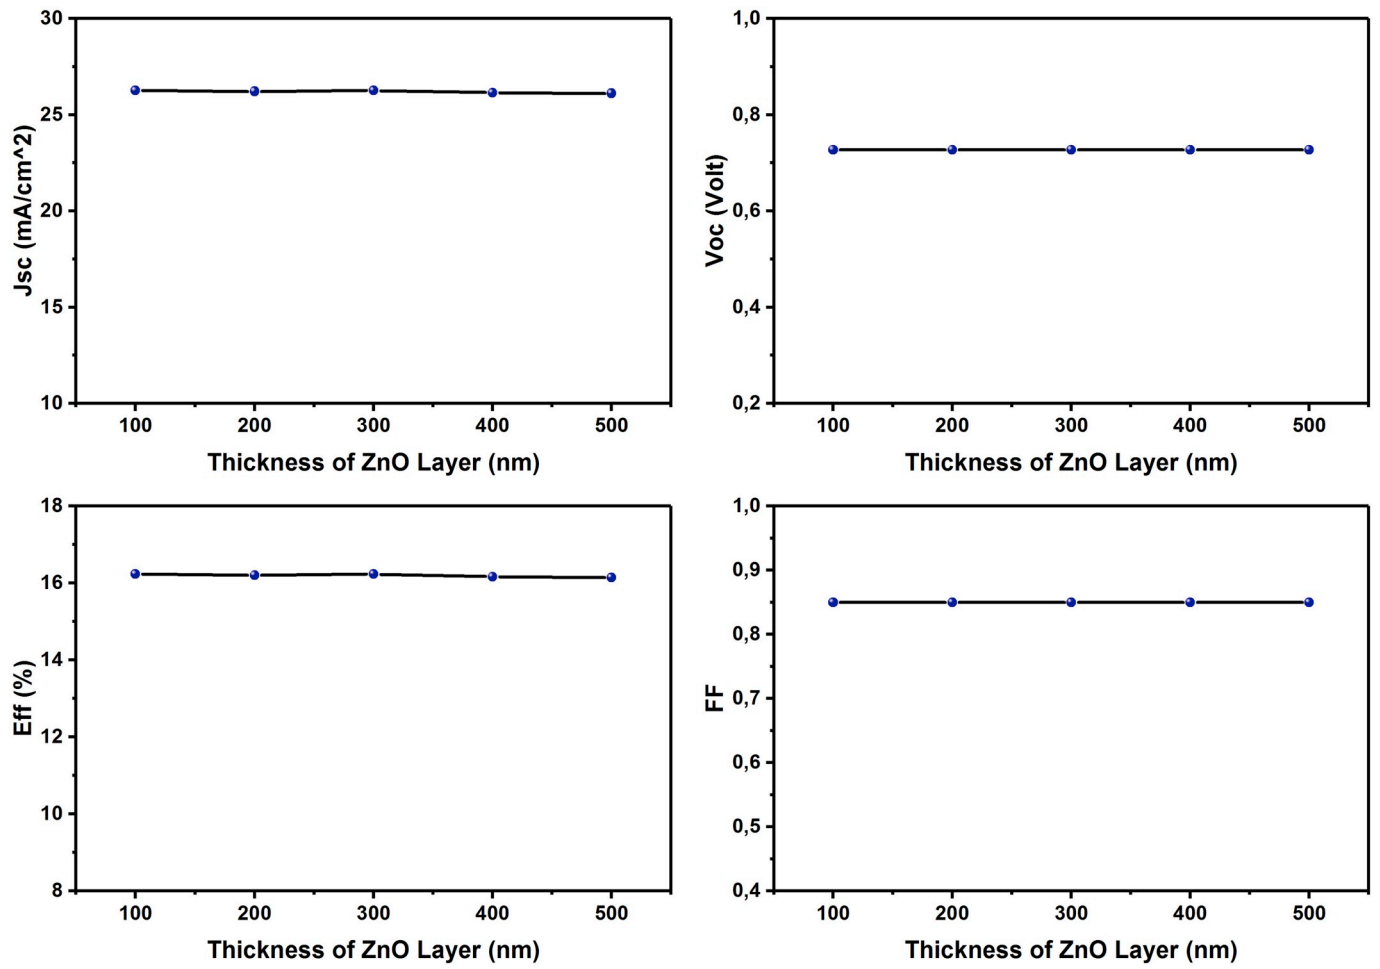 30
25
20
15
10
Jsc (mA/cm^2)
100 200 300 400 500
Thickness of ZnO Layer (nm)
1,0
0,8
0,6
0,4
0,2
Voc (Volt)
100 200 300 400 500
Thickness of ZnO Layer (nm)
18
16
14
12
10
8
Eff (%)
100 200 300 400 500
Thickness of ZnO Layer (nm)
1,0
0,9
0,8
0,7
0,6
0,5
0,4
FF
100 200 300 400 500
Thickness of ZnO Layer (nm)